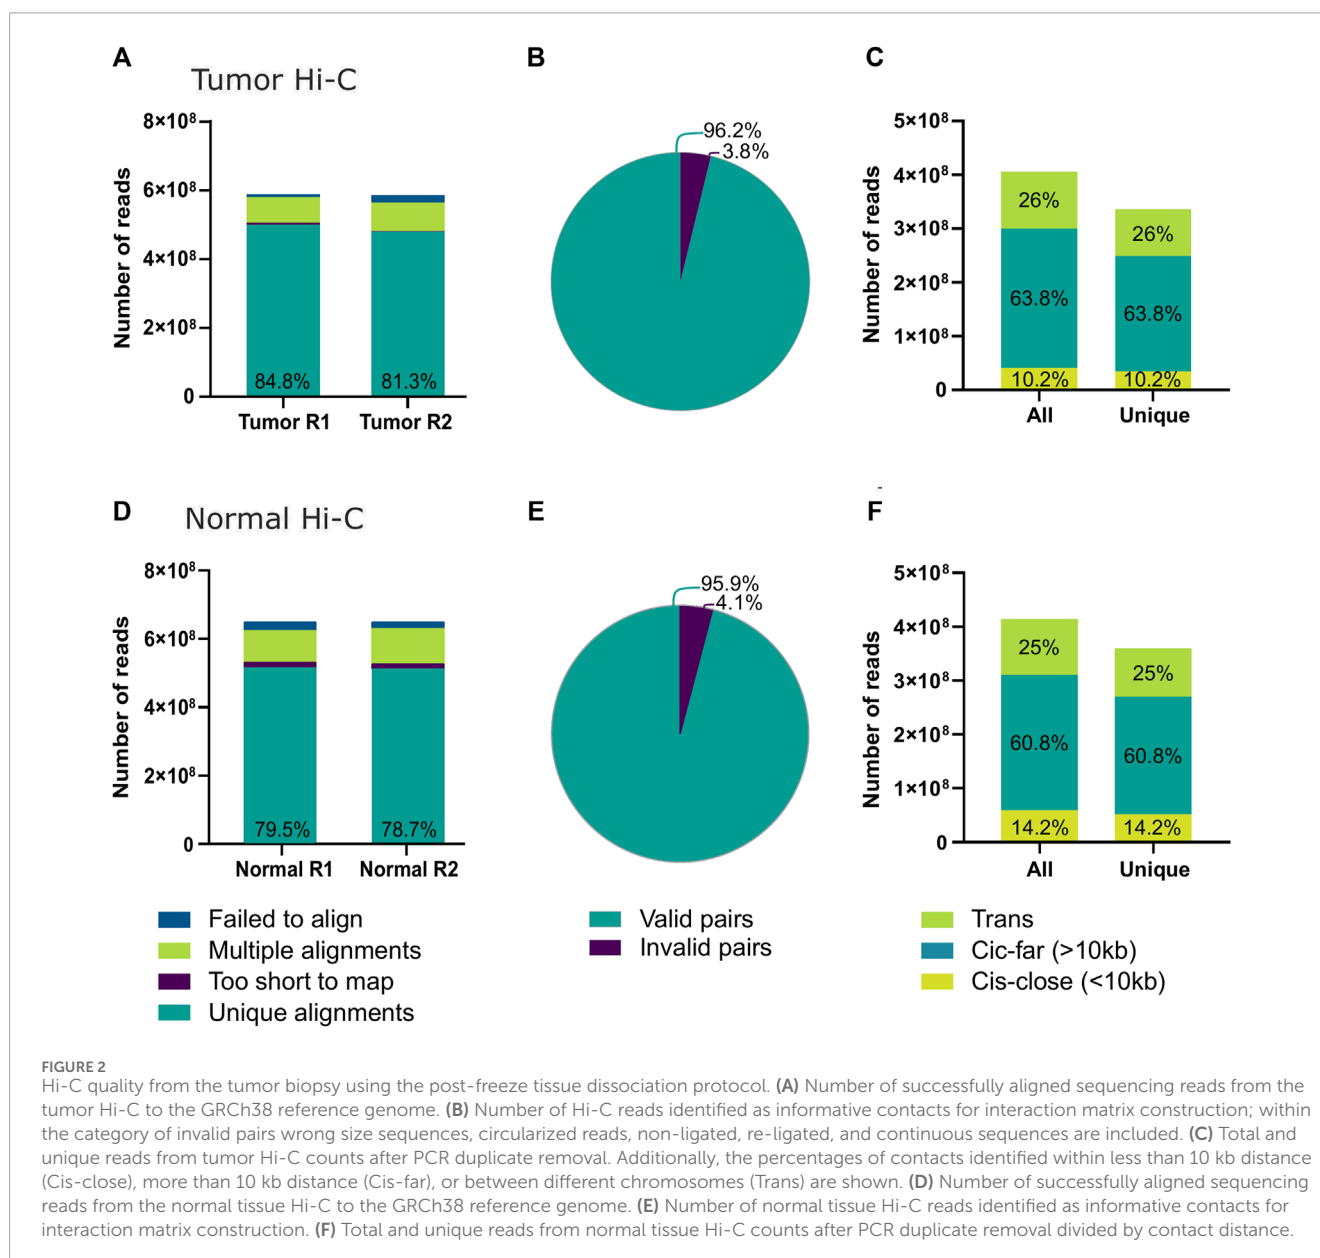 A
Tumor Hi-C
Number of reads
8×10⁸
6×10⁸
4×10⁸
2×10⁸
0
84.8%
81.3%
Tumor R1
Tumor R2
B
96.2%
3.8%
C
Number of reads
5×10⁸
4×10⁸
3×10⁸
2×10⁸
1×10⁸
0
26%
63.8%
10.2%
26%
63.8%
10.2%
All
Unique
D
Normal Hi-C
Number of reads
8×10⁸
6×10⁸
4×10⁸
2×10⁸
0
79.5%
78.7%
Normal R1
Normal R2
E
95.9%
4.1%
F
Number of reads
5×10⁸
4×10⁸
3×10⁸
2×10⁸
1×10⁸
0
25%
60.8%
14.2%
25%
60.8%
14.2%
All
Unique
Failed to align
Multiple alignments
Too short to map
Unique alignments
Valid pairs
Invalid pairs
Trans
Cic-far (>10kb)
Cis-close (<10kb)
FIGURE 2
Hi-C quality from the tumor biopsy using the post-freeze tissue dissociation protocol. (A) Number of successfully aligned sequencing reads from the
tumor Hi-C to the GRCh38 reference genome. (B) Number of Hi-C reads identified as informative contacts for interaction matrix construction; within
the category of invalid pairs wrong size sequences, circularized reads, non-ligated, re-ligated, and continuous sequences are included. (C) Total and
unique reads from tumor Hi-C counts after PCR duplicate removal. Additionally, the percentages of contacts identified within less than 10 kb distance
(Cis-close), more than 10 kb distance (Cis-far), or between different chromosomes (Trans) are shown. (D) Number of successfully aligned sequencing
reads from the normal tissue Hi-C to the GRCh38 reference genome. (E) Number of normal tissue Hi-C reads identified as informative contacts for
interaction matrix construction. (F) Total and unique reads from normal tissue Hi-C counts after PCR duplicate removal divided by contact distance.